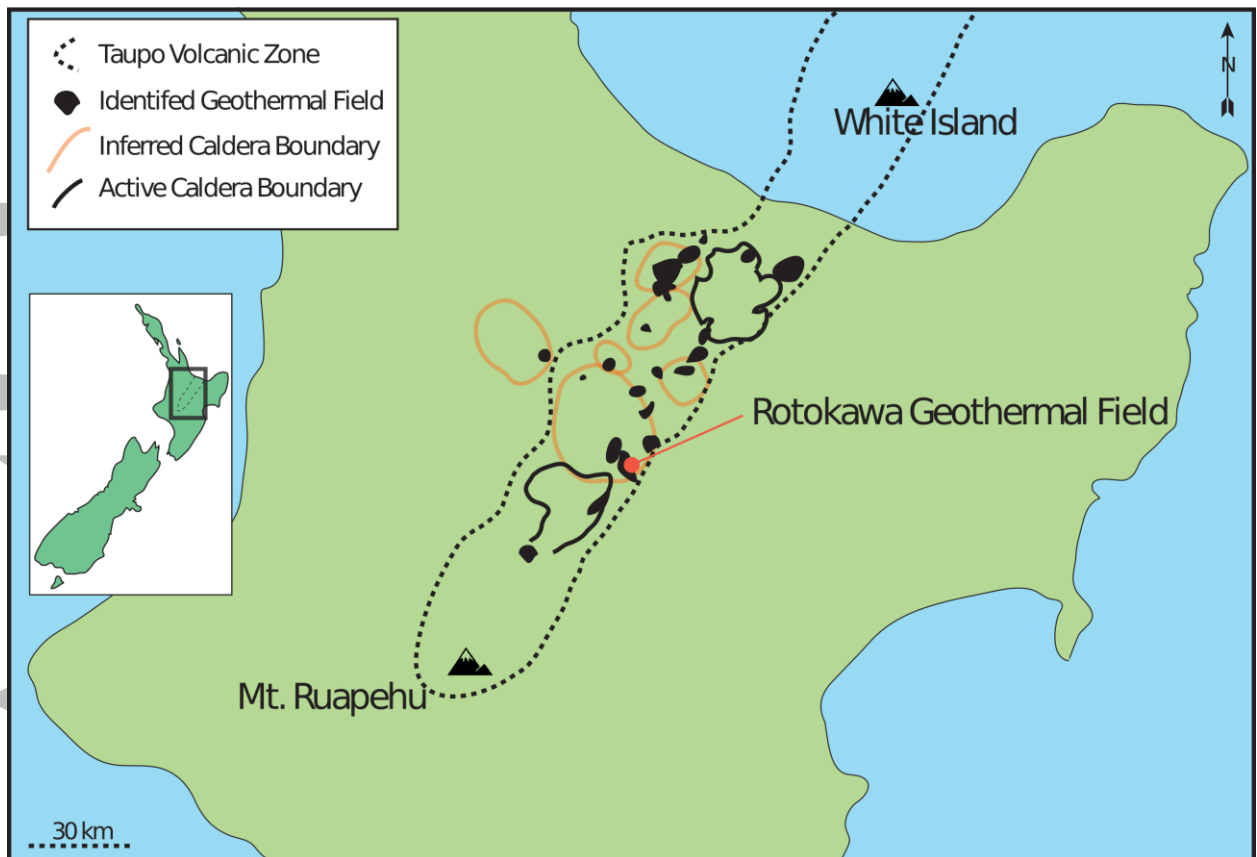 Taupo Volcanic Zone
Identifed Geothermal Field
Inferred Caldera Boundary
Active Caldera Boundary
N
White Island
Rotokawa Geothermal Field
Mt. Ruapehu
30 km